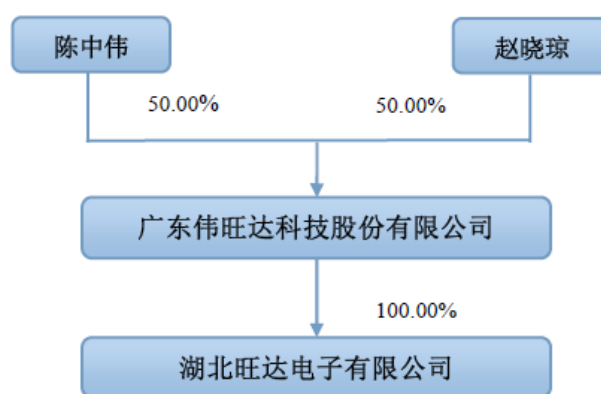 陈中伟
赵晓琼
50.00%
50.00%
广东伟旺达科技股份有限公司
100.00%
湖北旺达电子有限公司